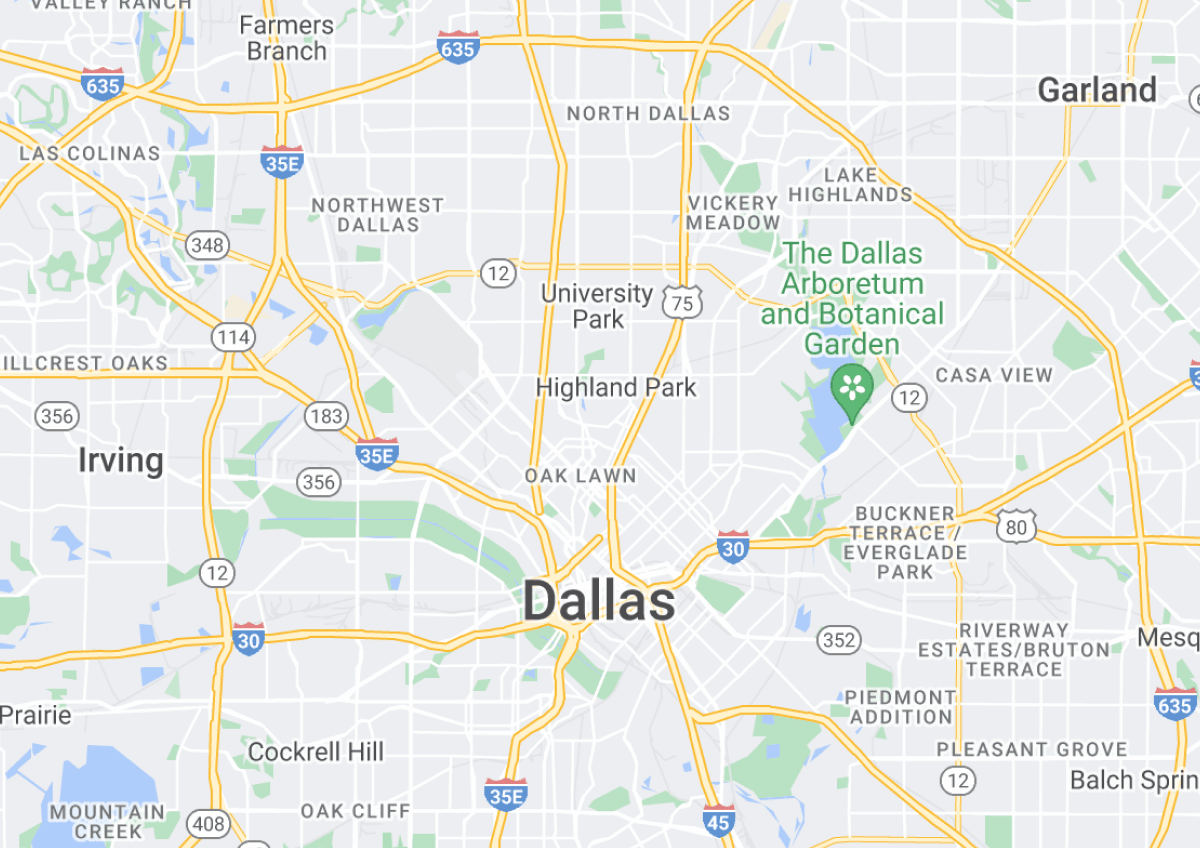 VALLEY RANCH
Farmers
Branch
635
635
Garland
NORTH DALLAS
LAS COLINAS
35E
LAKE
HIGHLANDS
NORTHWEST
DALLAS
VICKERY
MEADOW
348
12
The Dallas
Arboretum
and Botanical
Garden
University
Park
75
114
ILLCREST OAKS
Highland Park
CASA VIEW
12
356
183
35E
Irving
OAK LAWN
356
BUCKNER
TERRACE /
EVERGLADE
PARK
80
30
12
Dallas
30
352
RIVERWAY
ESTATES/BRUTON
TERRACE
Mesq
635
Prairie
PIEDMONT
ADDITION
Cockrell Hill
PLEASANT GROVE
12
Balch Sprin
35E
MOUNTAIN
CREEK
OAK CLIFF
408
45